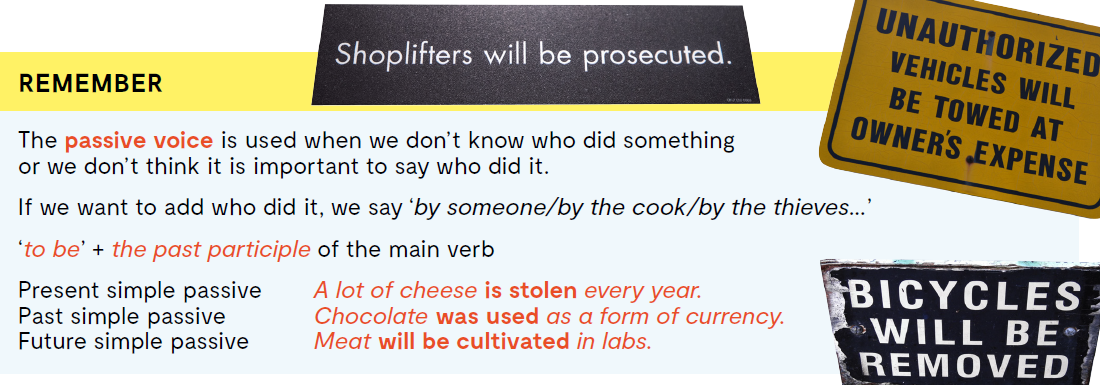 Shoplifters will be prosecuted.
UNAUTHORIZED
VEHICLES WILL
BE TOWED AT
OWNER'S EXPENSE
REMEMBER
The passive voice is used when we don’t know who did something
or we don’t think it is important to say who did it.
If we want to add who did it, we say ‘by someone/by the cook/by the thieves...’
‘to be’ + the past participle of the main verb
Present simple passive A lot of cheese is stolen every year.
Past simple passive Chocolate was used as a form of currency.
Future simple passive Meat will be cultivated in labs.
BICYCLES
WILL BE
REMOVED